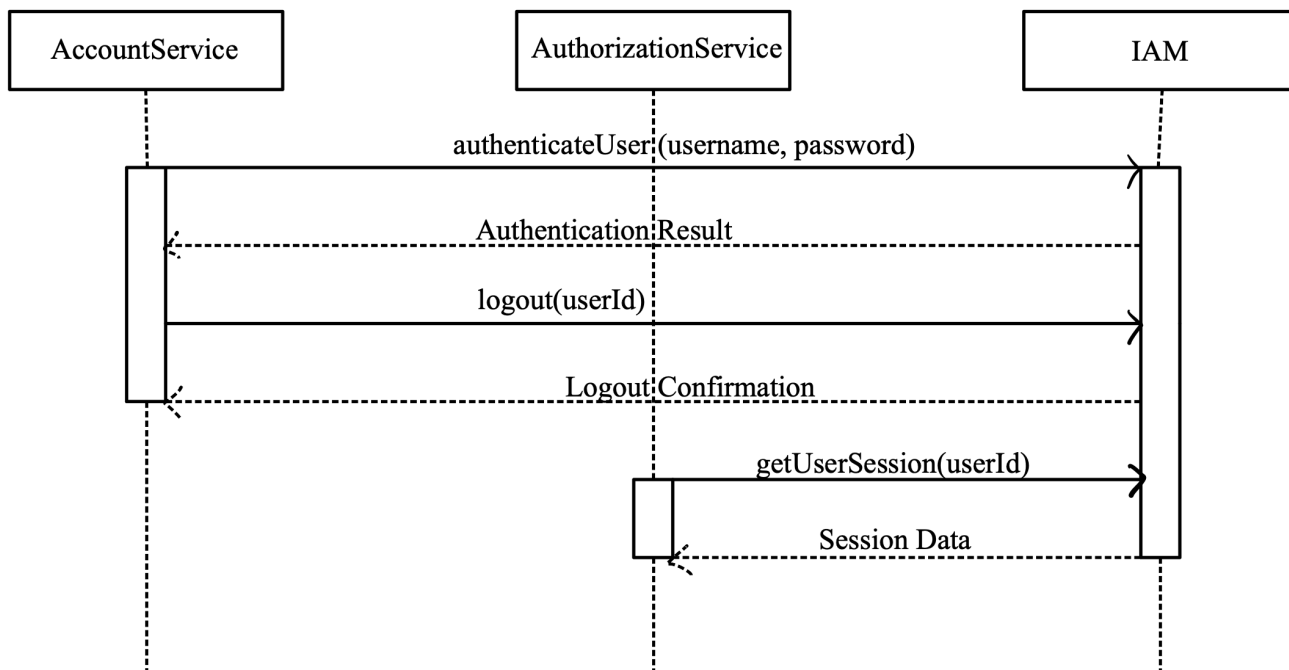 AccountService
AuthorizationService
IAM
authenticateUser (username, password)
Authentication Result
logout(userId)
Logout Confirmation
getUserSession(userId)
Session Data